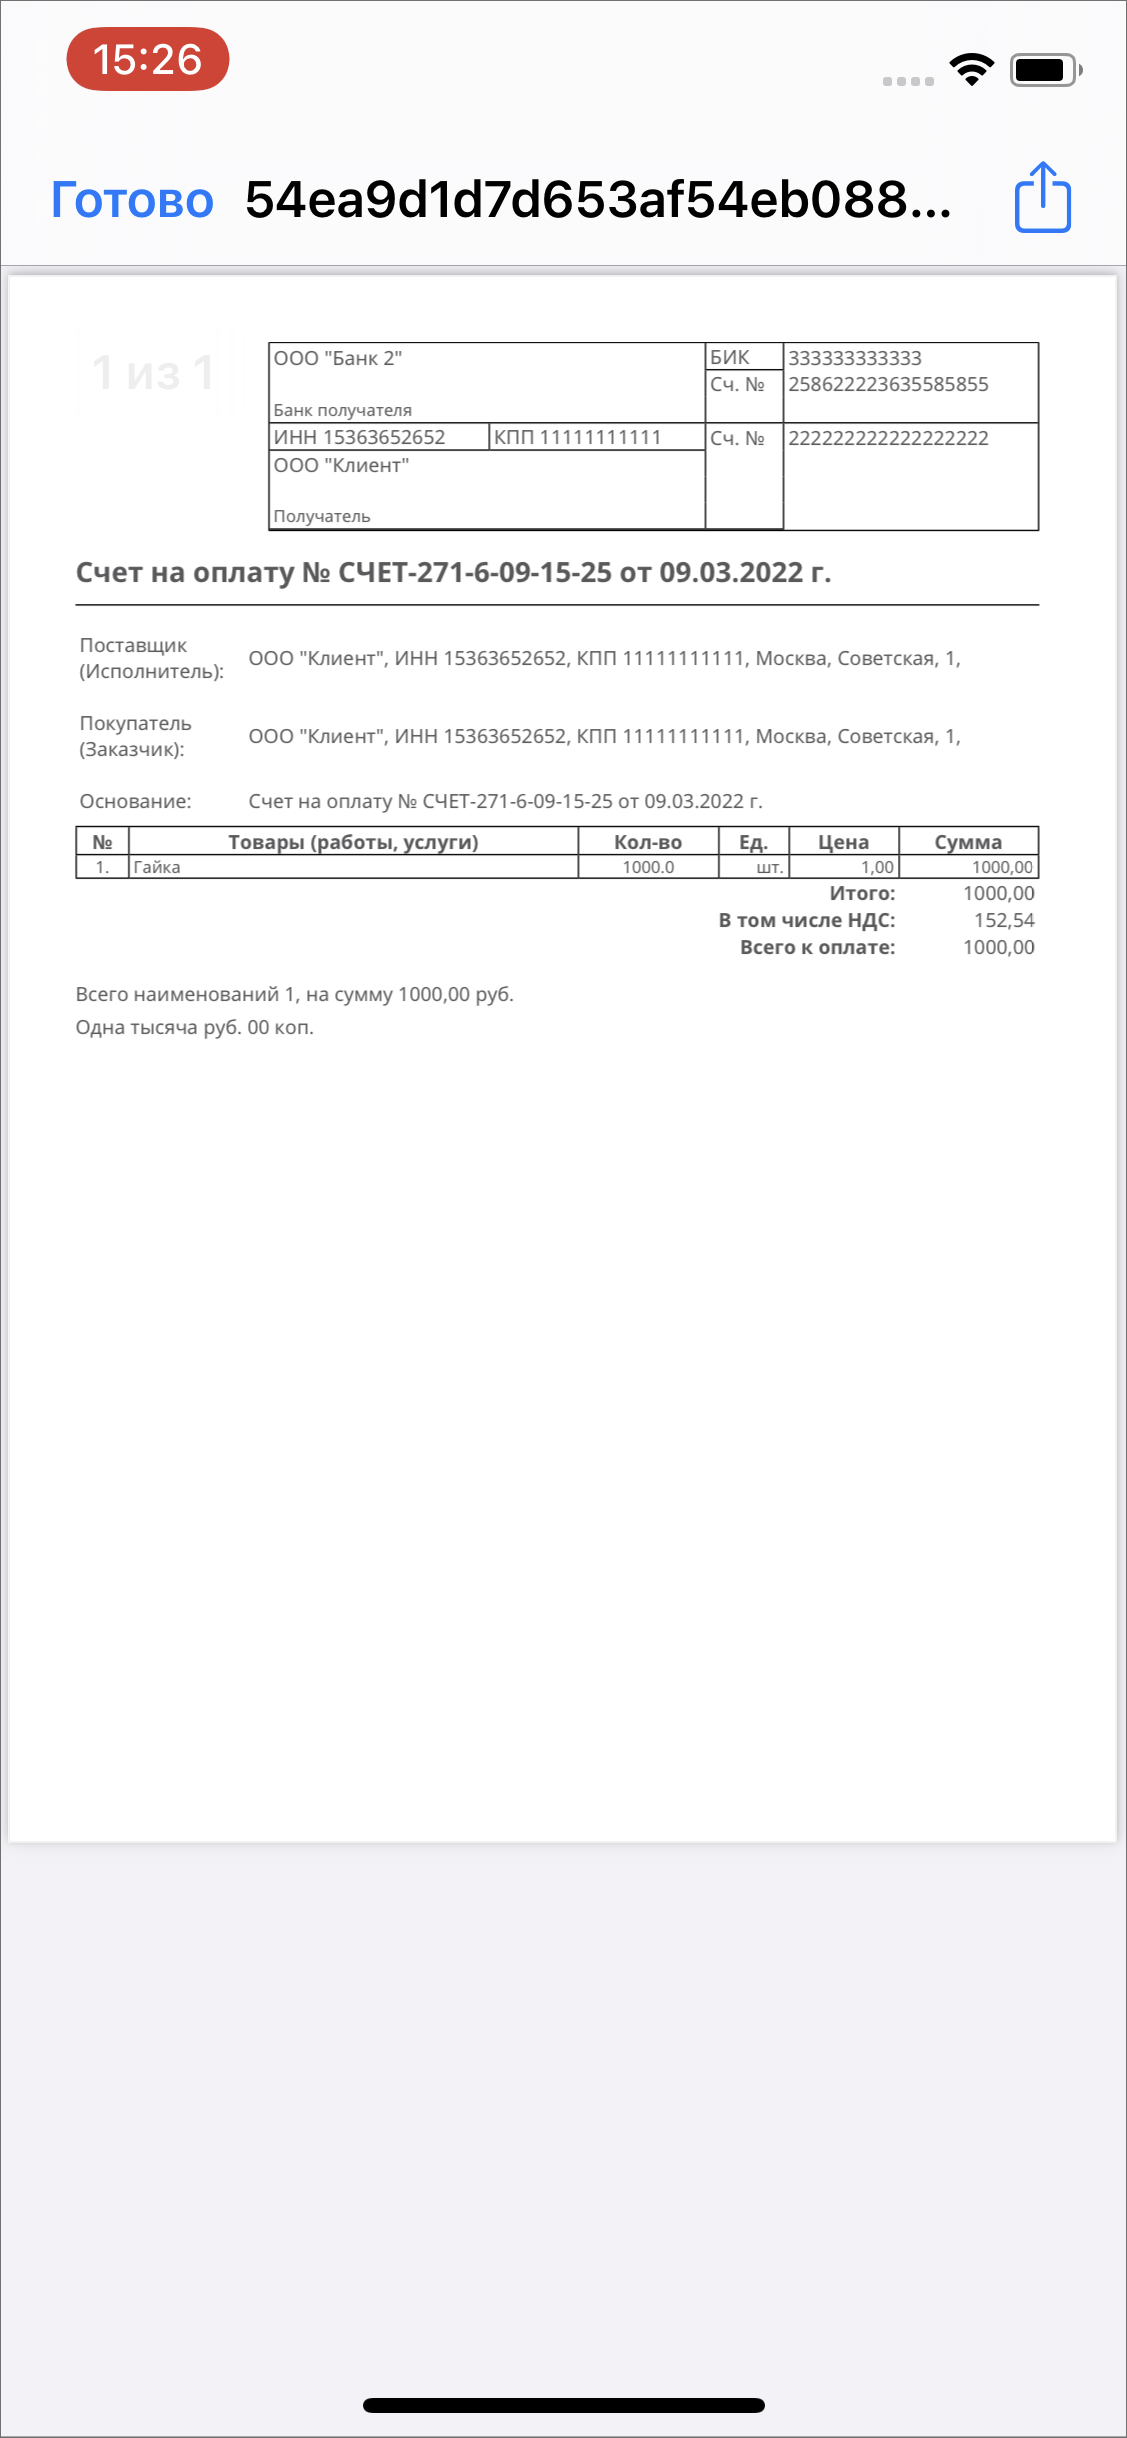 15:26
Готово 54ea9d1d7d653af54eb088...
1 из 1
ООО "Банк 2" БИК 333333333333
Сч. № 258622223635585855
Банк получателя
ИНН 15363652652 КПП 11111111111 Сч. № 222222222222222222
ООО "Клиент"
Получатель
Счет на оплату № СЧЕТ-271-6-09-15-25 от 09.03.2022 г.
Поставщик
(Исполнитель): ООО "Клиент", ИНН 15363652652, КПП 11111111111, Москва, Советская, 1,
Покупатель
(Заказчик): ООО "Клиент", ИНН 15363652652, КПП 11111111111, Москва, Советская, 1,
Основание: Счет на оплату № СЧЕТ-271-6-09-15-25 от 09.03.2022 г.
№ Товары (работы, услуги) Кол-во Ед. Цена Сумма
1. Гайка 1000.0 шт. 1,00 1000,00
Итого: 1000,00
В том числе НДС: 152,54
Всего к оплате: 1000,00
Всего наименований 1, на сумму 1000,00 руб.
Одна тысяча руб. 00 коп.